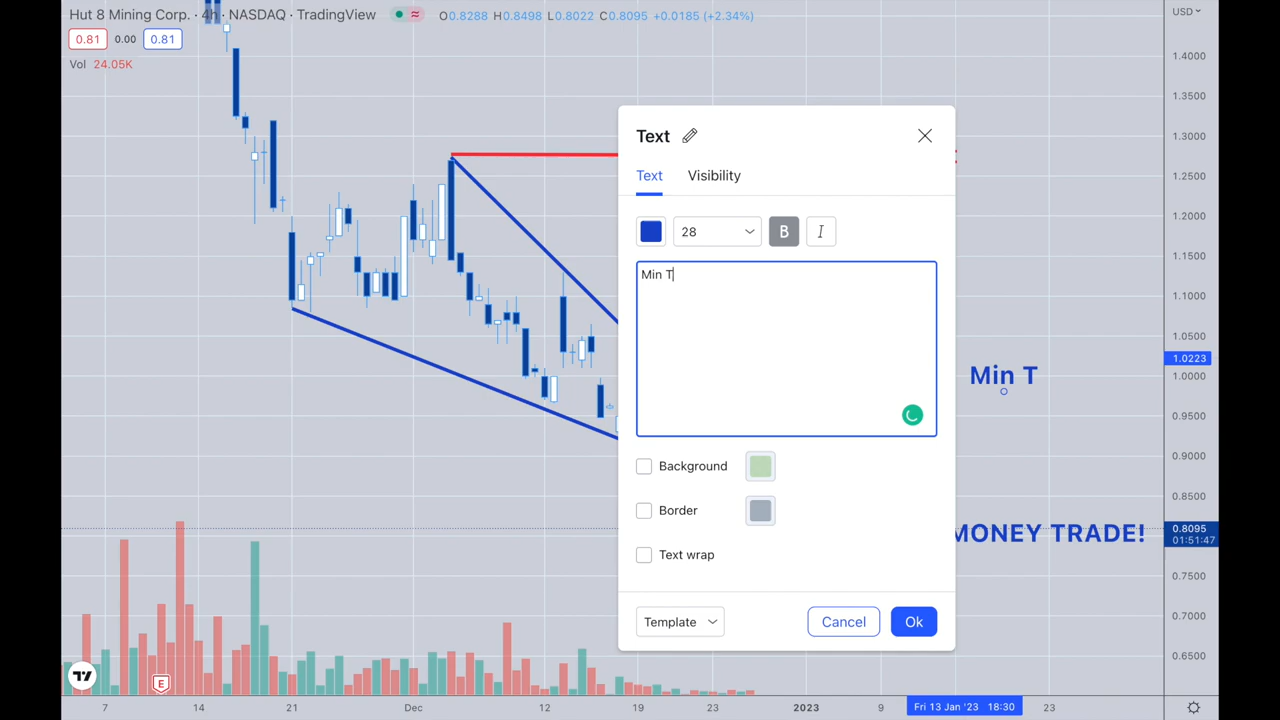 Hut 8 Mining Corp. · 4h · NASDAQ · TradingView
O0.8288 H0.8498 L0.8022 C0.8095 +0.0185 (+2.34%)
USD
0.81 0.00 0.81
Vol 24.05K
1.4000
1.3500
1.3000
1.2500
1.2000
1.1500
1.1000
1.0500
1.0223
1.0000
0.9500
0.9000
0.8500
0.8095
01:51:47
0.7500
0.7000
0.6500
Text
Text Visibility
28 B I
Min T
Background
Border
Text wrap
Template Cancel Ok
Min T
MONEY TRADE!
E
7 14 21 Dec 12 19 23 2023 9 Fri 13 Jan '23 18:30 23